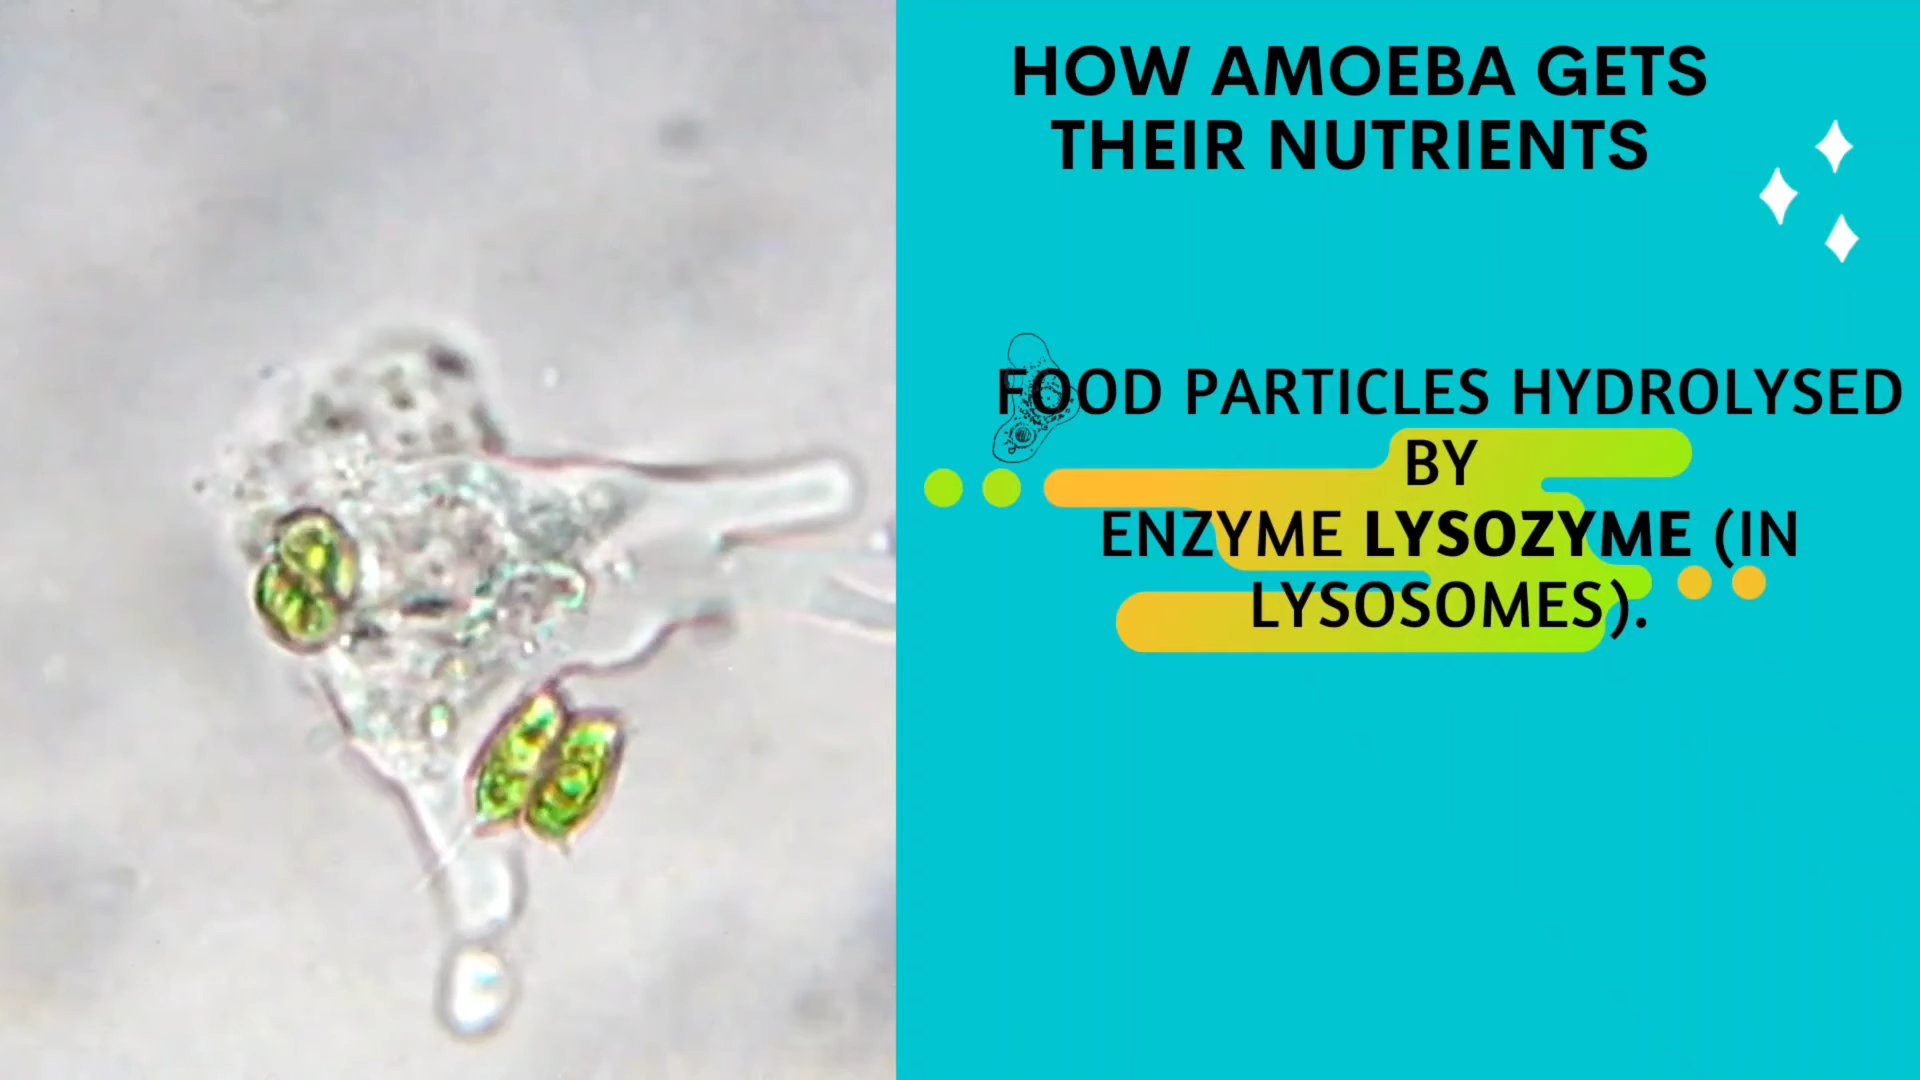 HOW AMOEBA GETS
THEIR NUTRIENTS
FOOD PARTICLES HYDROLYSED
BY
ENZYME LYSOZYME (IN
LYSOSOMES).